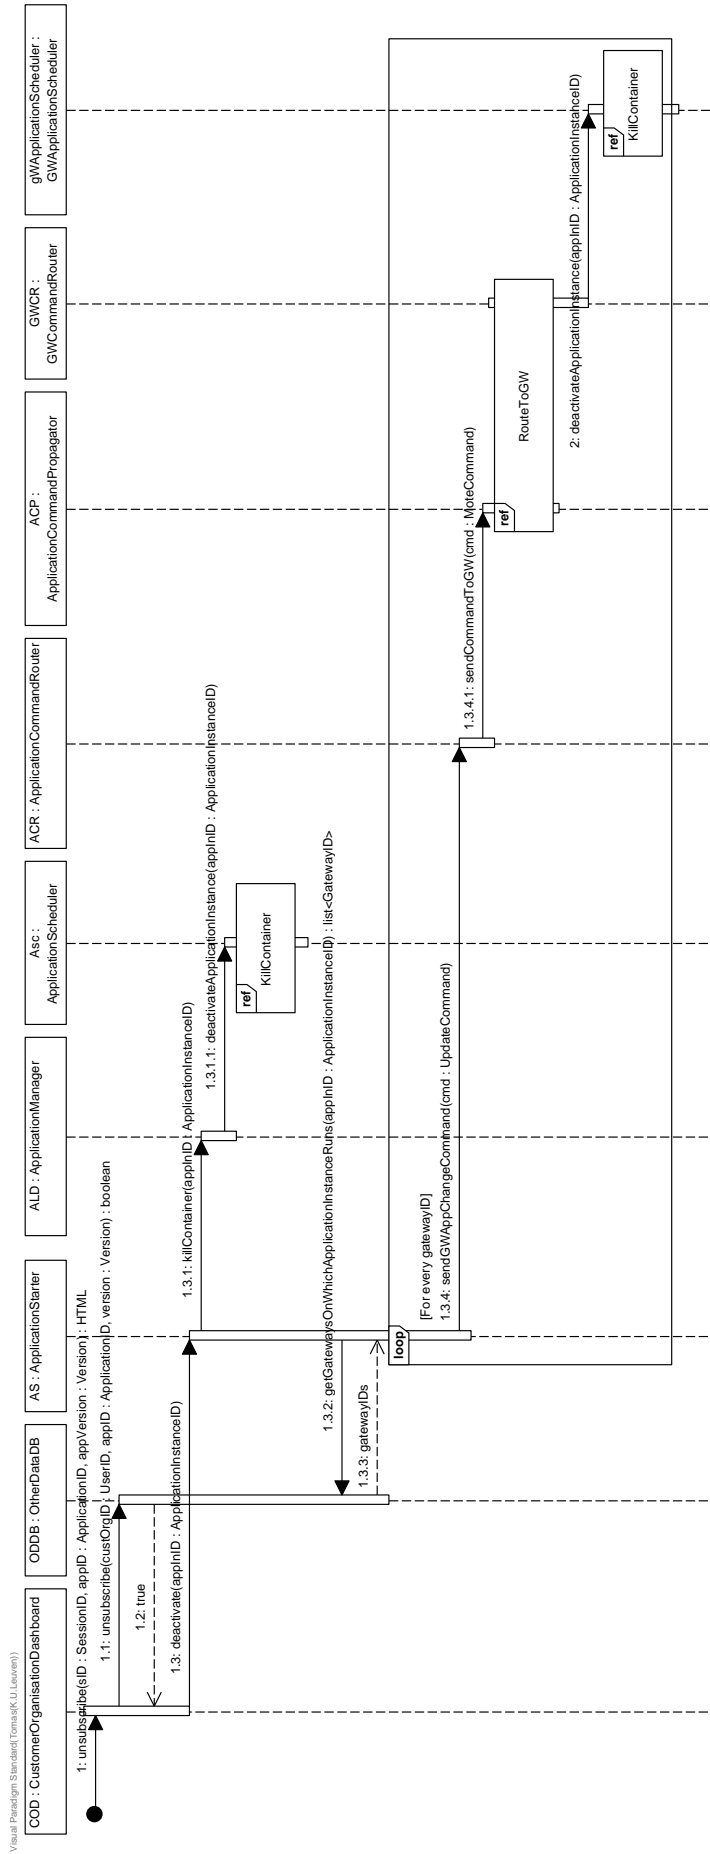 Visual Paradigm Standard(Tomas(K.U.Leuven))
COD : CustomerOrganisationDashboard
ODDB : OtherDataDB
AS : ApplicationStarter
ALD : ApplicationManager
Asc :
ApplicationScheduler
ACR : ApplicationCommandRouter
ACP :
ApplicationCommandPropagator
GWCR :
GWCommandRouter
gWApplicationScheduler :
GWApplicationScheduler
1: unsubscribe(sID : SessionID, appID : ApplicationID, appVersion : Version) : HTML
1.1: unsubscribe(custOrgID : UserID, appID : ApplicationID, version : Version) : boolean
1.2: true
1.3: deactivate(appInID : ApplicationInstanceID)
1.3.1: killContainer(appInID : ApplicationInstanceID)
1.3.1.1: deactivateApplicationInstance(appInID : ApplicationInstanceID)
ref
KillContainer
1.3.2: getGatewaysOnWhichApplicationInstanceRuns(appInID : ApplicationInstanceID) : list<GatewayID>
1.3.3: gatewayIDs
loop
[For every gatewayID]
1.3.4: sendGWAppChangeCommand(cmd : UpdateCommand)
1.3.4.1: sendCommandToGW(cmd : MoteCommand)
ref
RouteToGW
2: deactivateApplicationInstance(appInID : ApplicationInstanceID)
ref
KillContainer